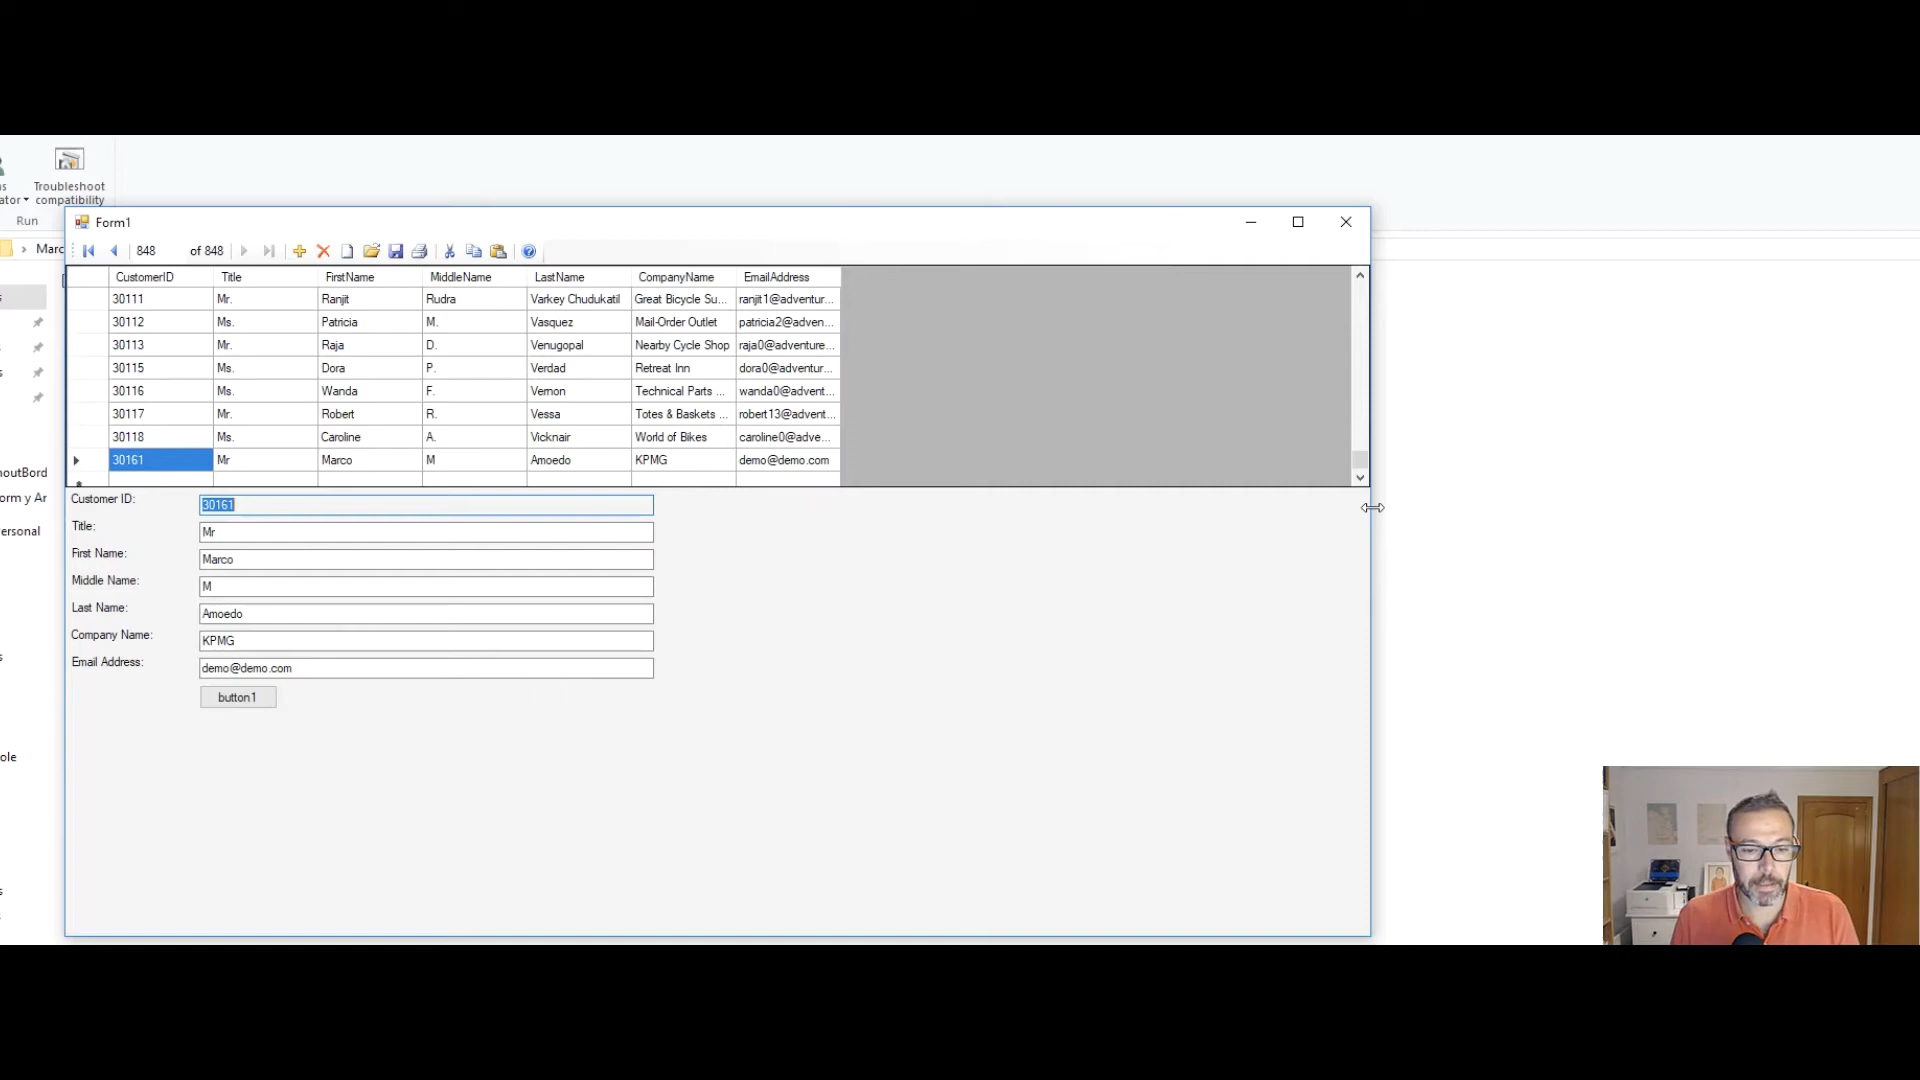 Troubleshoot
compatibility
Run
Marc
Form1
848 of 848
CustomerID Title FirstName MiddleName LastName CompanyName EmailAddress
30111 Mr. Ranjit Rudra Varkey Chudukatil Great Bicycle Su... ranjit1@adventur...
30112 Ms. Patricia M. Vasquez Mail-Order Outlet patricia2@adven...
30113 Mr. Raja D. Venugopal Nearby Cycle Shop raja0@adventure...
30115 Ms. Dora P. Verdad Retreat Inn dora0@adventur...
30116 Ms. Wanda F. Vernon Technical Parts ... wanda0@advent...
30117 Mr. Robert R. Vessa Totes & Baskets ... robert13@advent...
30118 Ms. Caroline A. Vicknair World of Bikes caroline0@adve...
30161 Mr Marco M Amoedo KPMG demo@demo.com
Customer ID: 30161
Title: Mr
First Name: Marco
Middle Name: M
Last Name: Amoedo
Company Name: KPMG
Email Address: demo@demo.com
button1
houtBord
orm y Ar
ersonal
ole